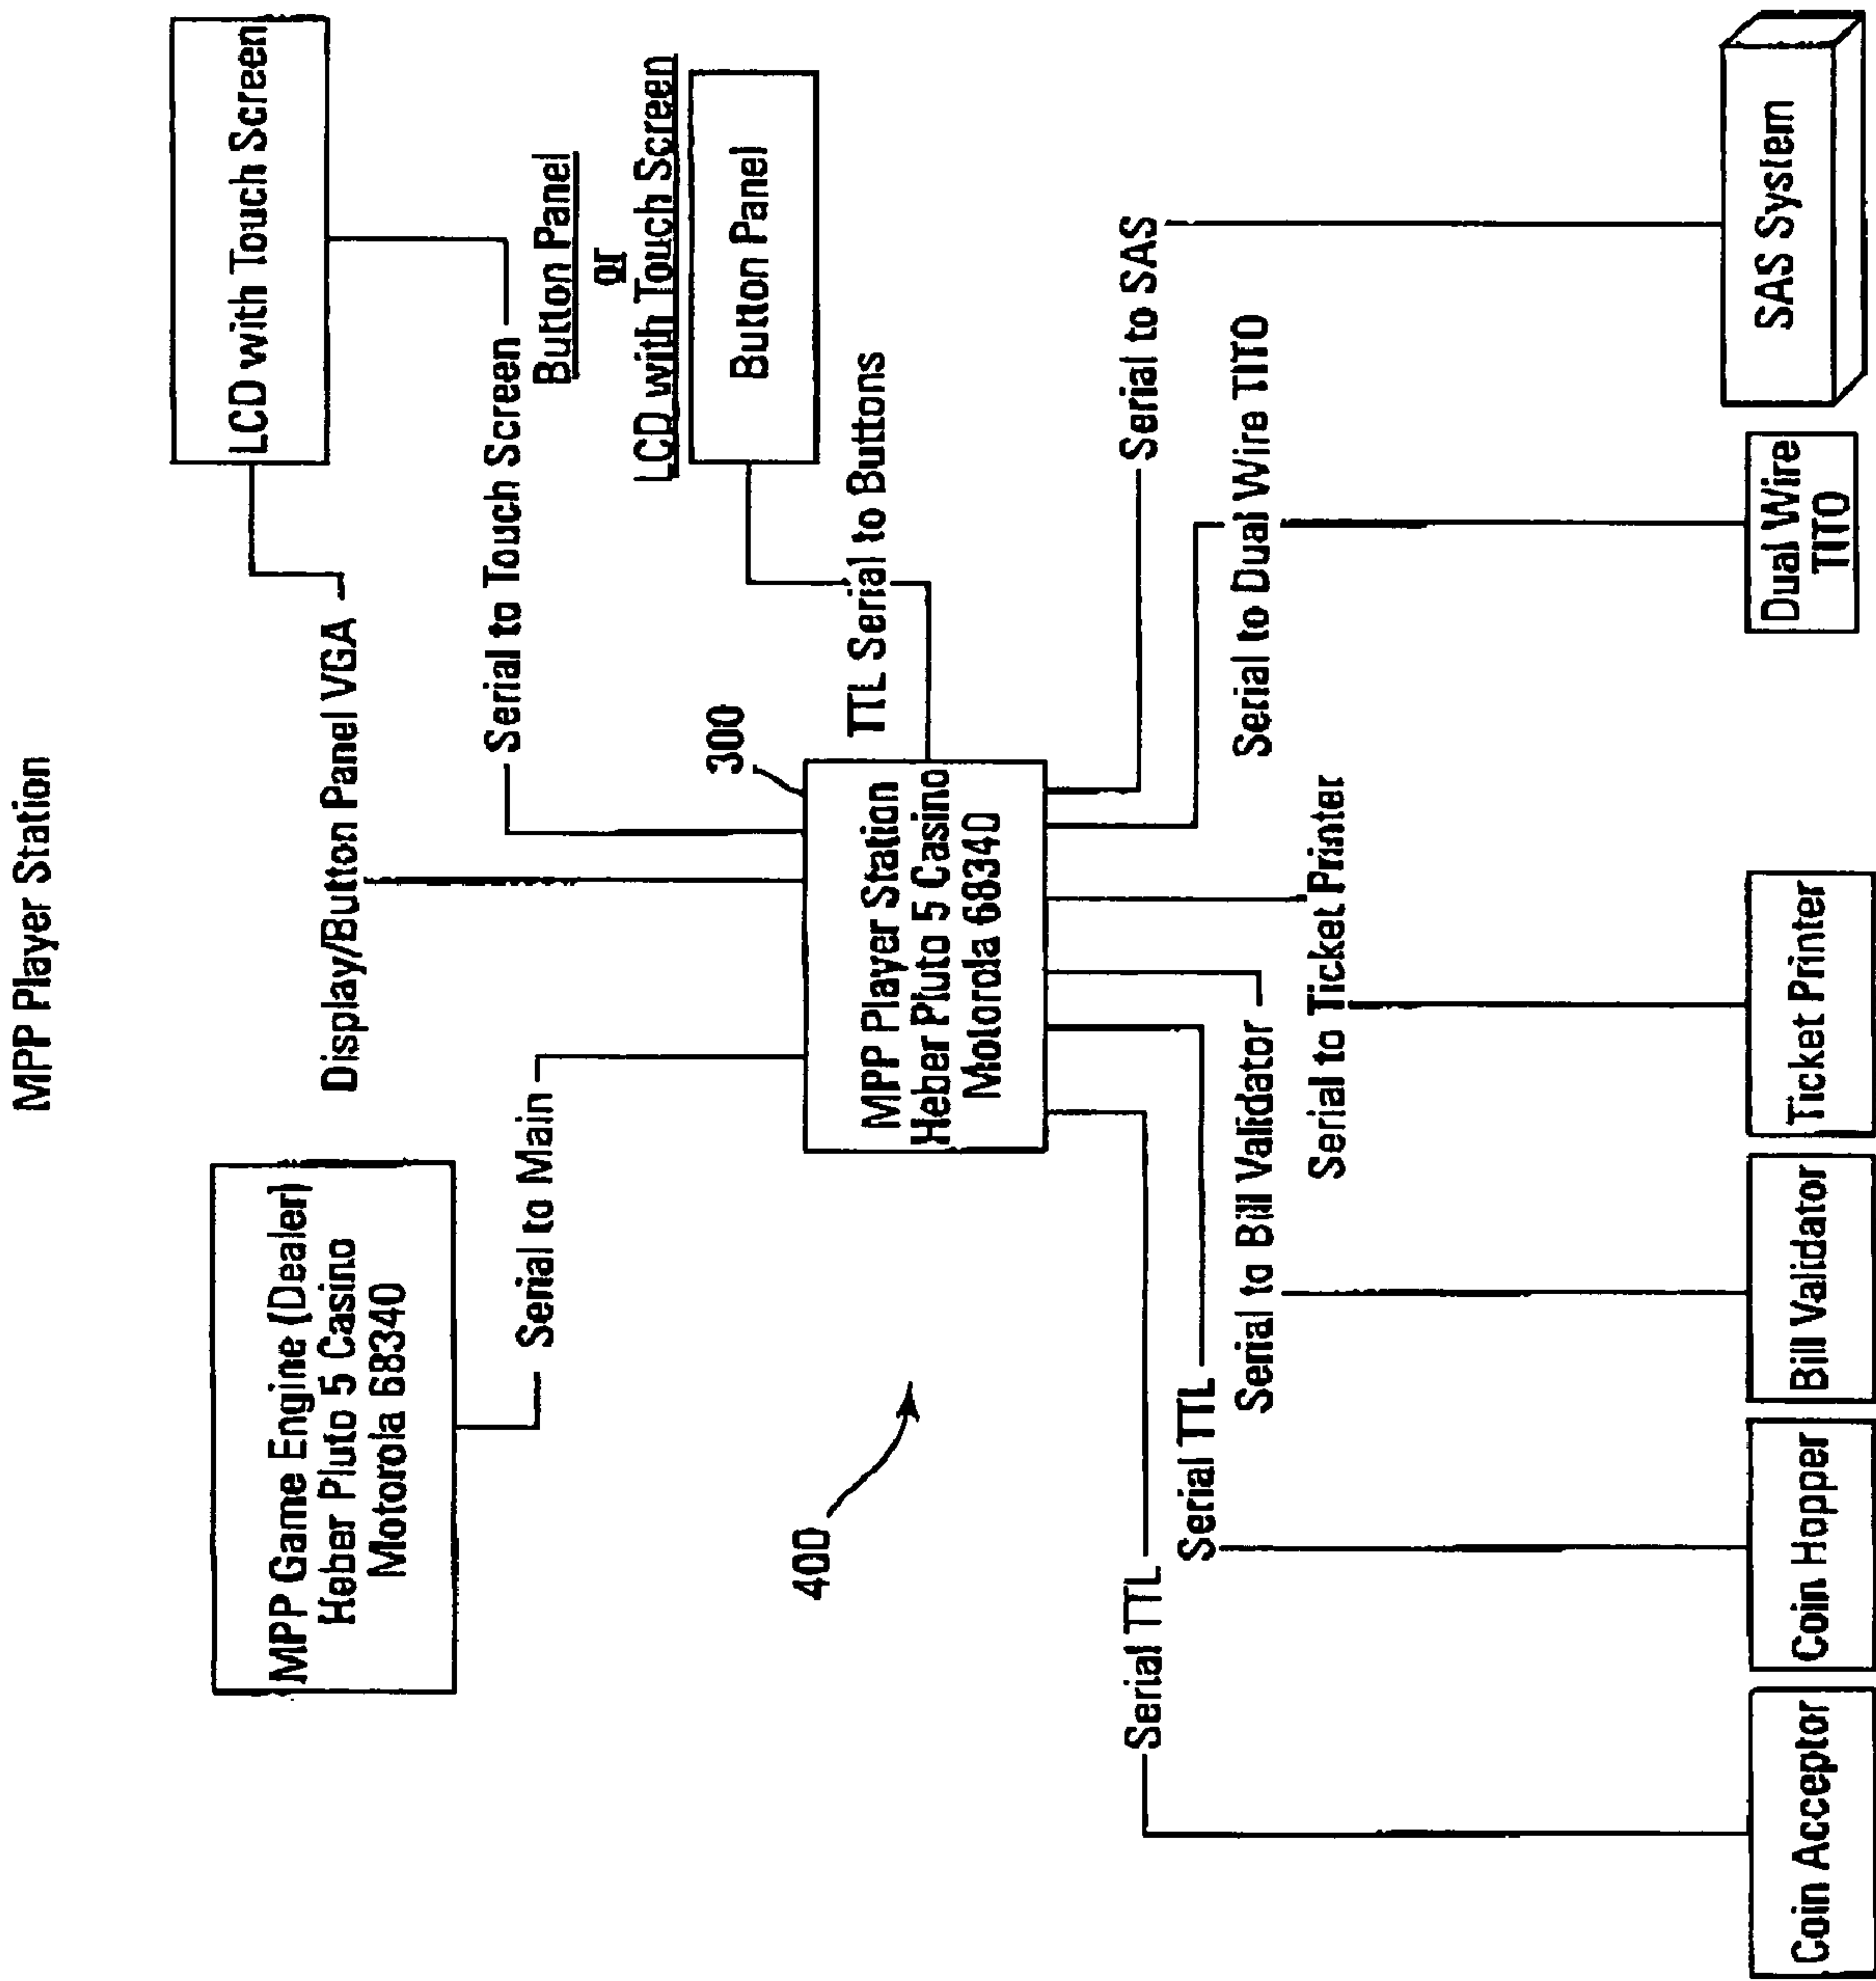 MPP Player Station
MPP Game Engine (Dealer)
Heber Pluto 5 Casino
Motorola 68340
LCD with Touch Screen
Display/Button Panel VGA
Serial to Main
Serial to Touch Screen
Button Panel
or
LCD with Touch Screen
Button Panel
300
MPP Player Station
Heber Pluto 5 Casino
Motorola 68340
TTL Serial to Buttons
400
Serial TTL
Serial TTL
Serial to Bill Validator
Serial to Ticket Printer
Serial to Dual Wire TITO
Serial to SAS
Coin Acceptor
Coin Hopper
Bill Validator
Ticket Printer
Dual Wire
TITO
SAS System